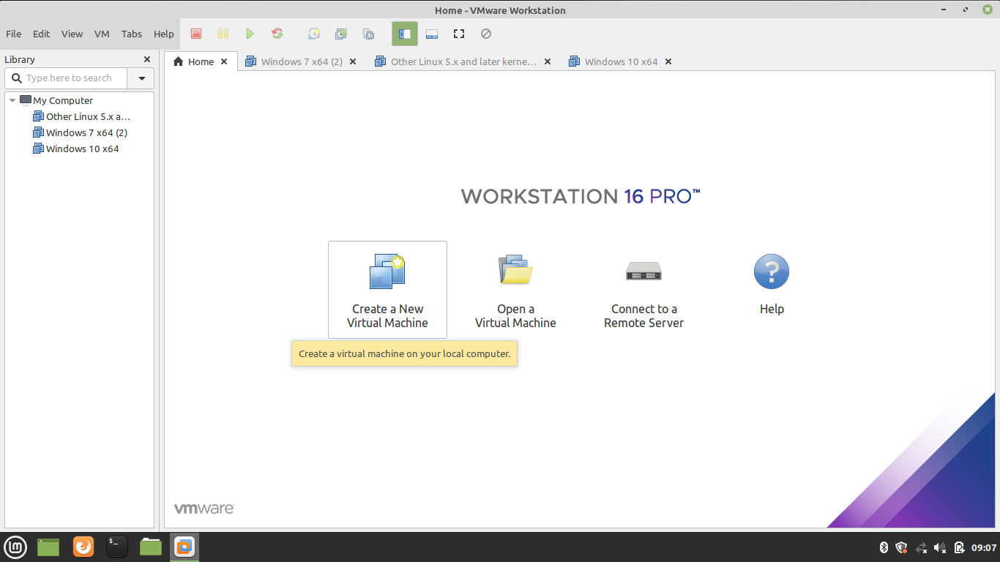 Home - VMware Workstation
File Edit View VM Tabs Help
Library
Type here to search
My Computer
Other Linux 5.x a...
Windows 7 x64 (2)
Windows 10 x64
Home
Windows 7 x64 (2)
Other Linux 5.x and later kerne...
Windows 10 x64
WORKSTATION 16 PRO™
Create a New
Virtual Machine
Open a
Virtual Machine
Connect to a
Remote Server
Help
Create a virtual machine on your local computer.
vmware
09:07